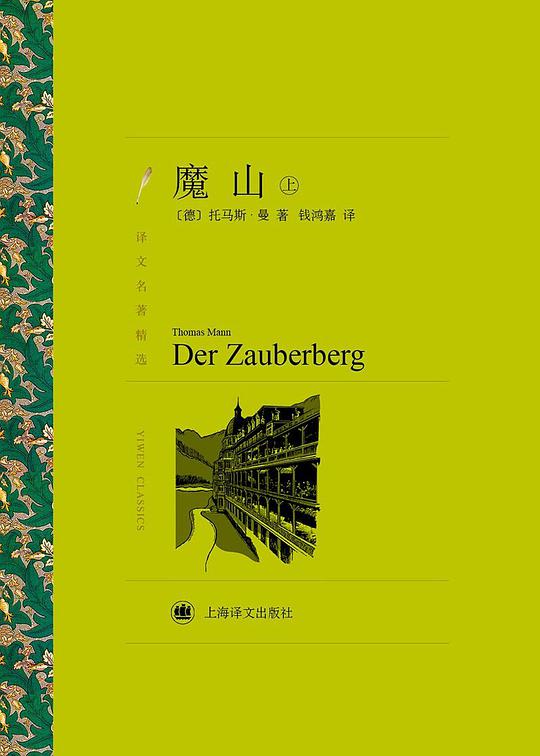 魔山 上
〔德〕托马斯·曼 著 钱鸿嘉 译
译文名著精选
YIWEN CLASSICS
Thomas Mann
Der Zauberberg
上海译文出版社